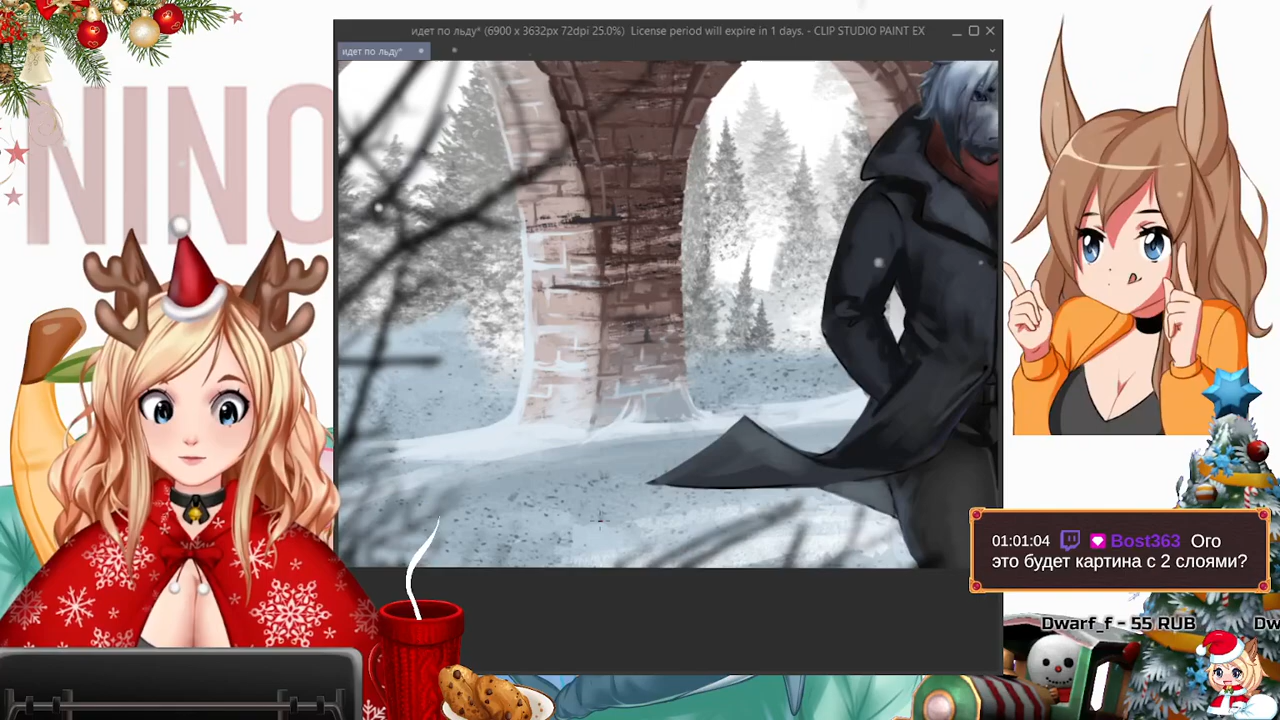 идет по льду* (6900 x 3632px 72dpi 25.0%) License period will expire in 1 days. - CLIP STUDIO PAINT EX
идет по льду*
NINO
01:01:04 Bost363 Ого
это будет картина с 2 слоями?
Dwarf_f - 55 RUB Dw